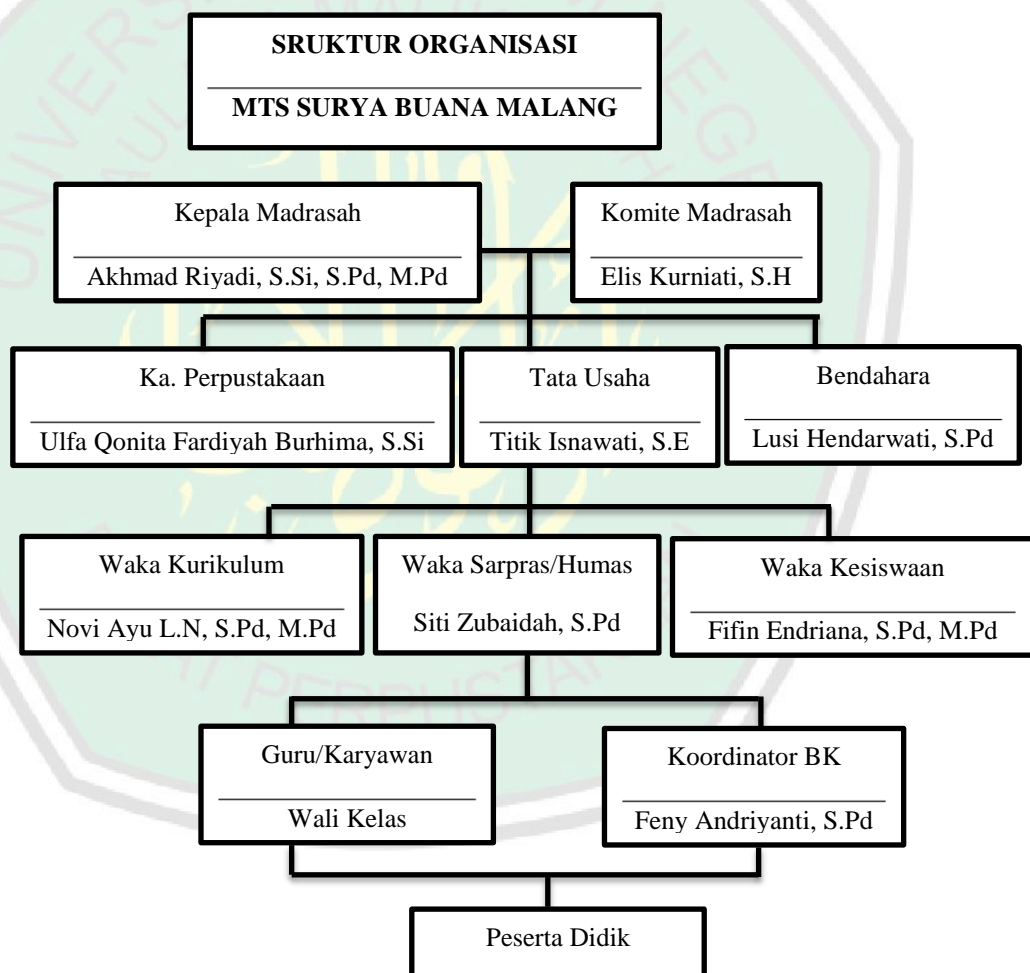 SRUKTUR ORGANISASI
MTS SURYA BUANA MALANG
Kepala Madrasah
Akhmad Riyadi, S.Si, S.Pd, M.Pd
Komite Madrasah
Elis Kurniati, S.H
Ka. Perpustakaan
Ulfa Qonita Fardiyah Burhima, S.Si
Tata Usaha
Titik Isnawati, S.E
Bendahara
Lusi Hendarwati, S.Pd
Waka Kurikulum
Novi Ayu L.N, S.Pd, M.Pd
Waka Sarpras/Humas
Siti Zubaidah, S.Pd
Waka Kesiswaan
Fifin Endriana, S.Pd, M.Pd
Guru/Karyawan
Wali Kelas
Koordinator BK
Feny Andriyanti, S.Pd
Peserta Didik